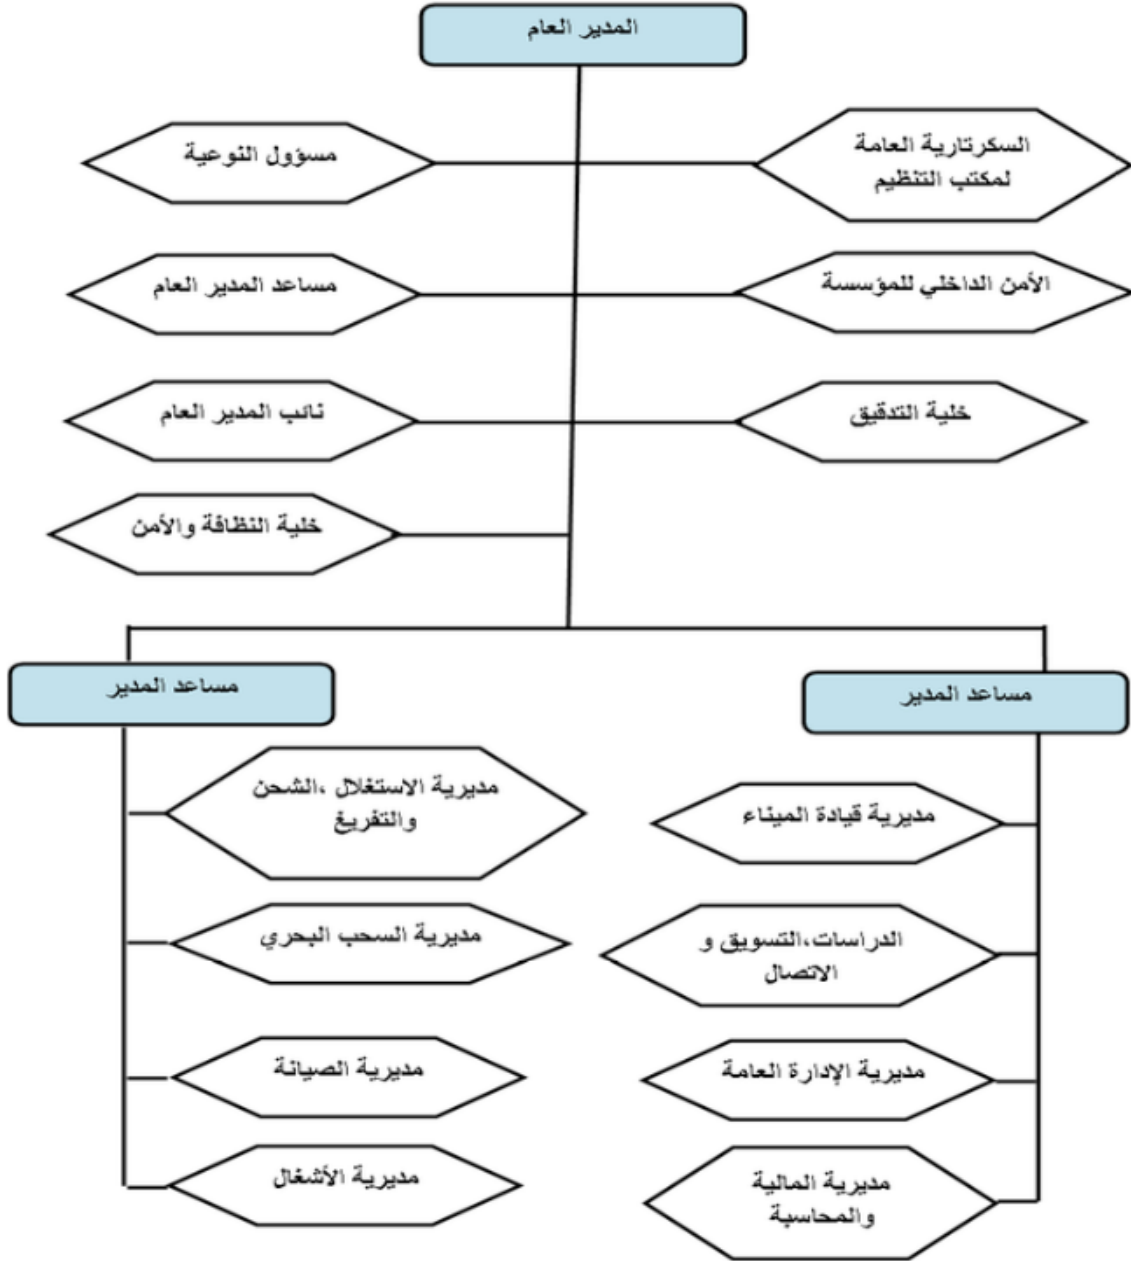 المدير العام
السكرتارية العامة
لمكتب التنظيم
مسؤول النوعية
الأمن الداخلي للمؤسسة
مساعد المدير العام
خلية التدقيق
نائب المدير العام
خلية النظافة والأمن
مساعد المدير
مساعد المدير
مديرية قيادة الميناء
الدراسات،التسويق و
الاتصال
مديرية الإدارة العامة
مديرية المالية
والمحاسبة
مديرية الاستغلال ،الشحن
والتفريغ
مديرية السحب البحري
مديرية الصيانة
مديرية الأشغال